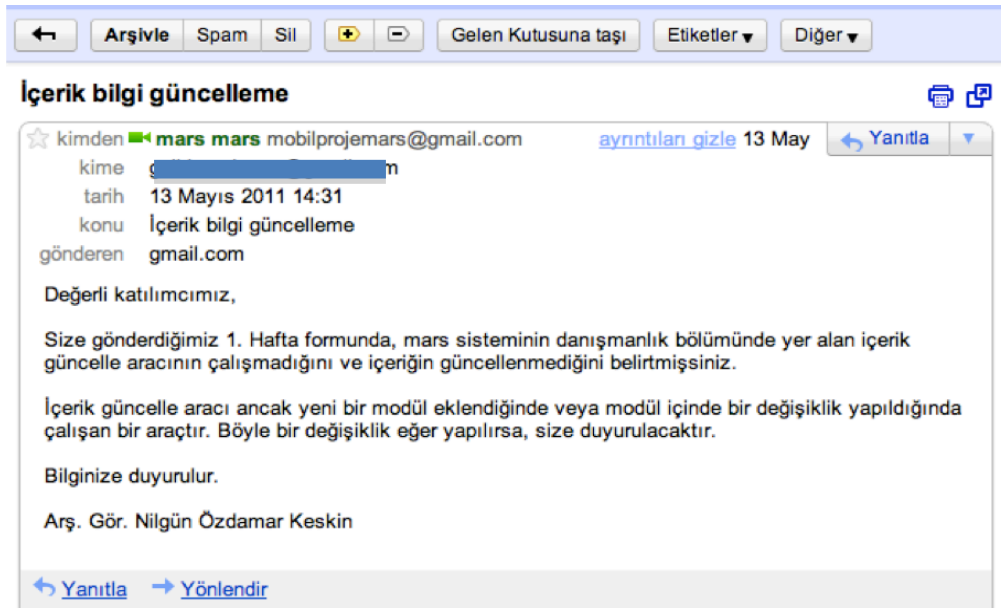 Arşivle Spam Sil Gelen Kutusuna taşı Etiketler Diğer
İçerik bilgi güncelleme
kimden mars mars mobilprojemars@gmail.com ayrıntıları gizle 13 May Yanıtla
kime
tarih 13 Mayıs 2011 14:31
konu İçerik bilgi güncelleme
gönderen gmail.com
Değerli katılımcımız,
Size gönderdiğimiz 1. Hafta formunda, mars sisteminin danışmanlık bölümünde yer alan içerik
güncelle aracının çalışmadığını ve içeriğin güncellenmediğini belirtmişsiniz.
İçerik güncelle aracı ancak yeni bir modül eklendiğinde veya modül içinde bir değişiklik yapıldığında
çalışan bir araçtır. Böyle bir değişiklik eğer yapılırsa, size duyurulacaktır.
Bilginize duyurulur.
Arş. Gör. Nilgün Özdamar Keskin
Yanıtla Yönlendir